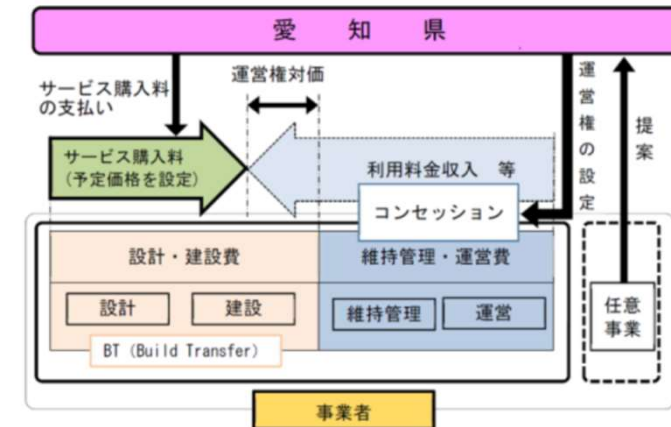 愛 知 県
サービス購入料
の支払い
運営権対価
運営権の設定
提案
サービス購入料
(予定価格を設定)
利用料金収入 等
コンセッション
設計・建設費
維持管理・運営費
設計
建設
維持管理
運営
BT (Build Transfer)
任意
事業
事業者